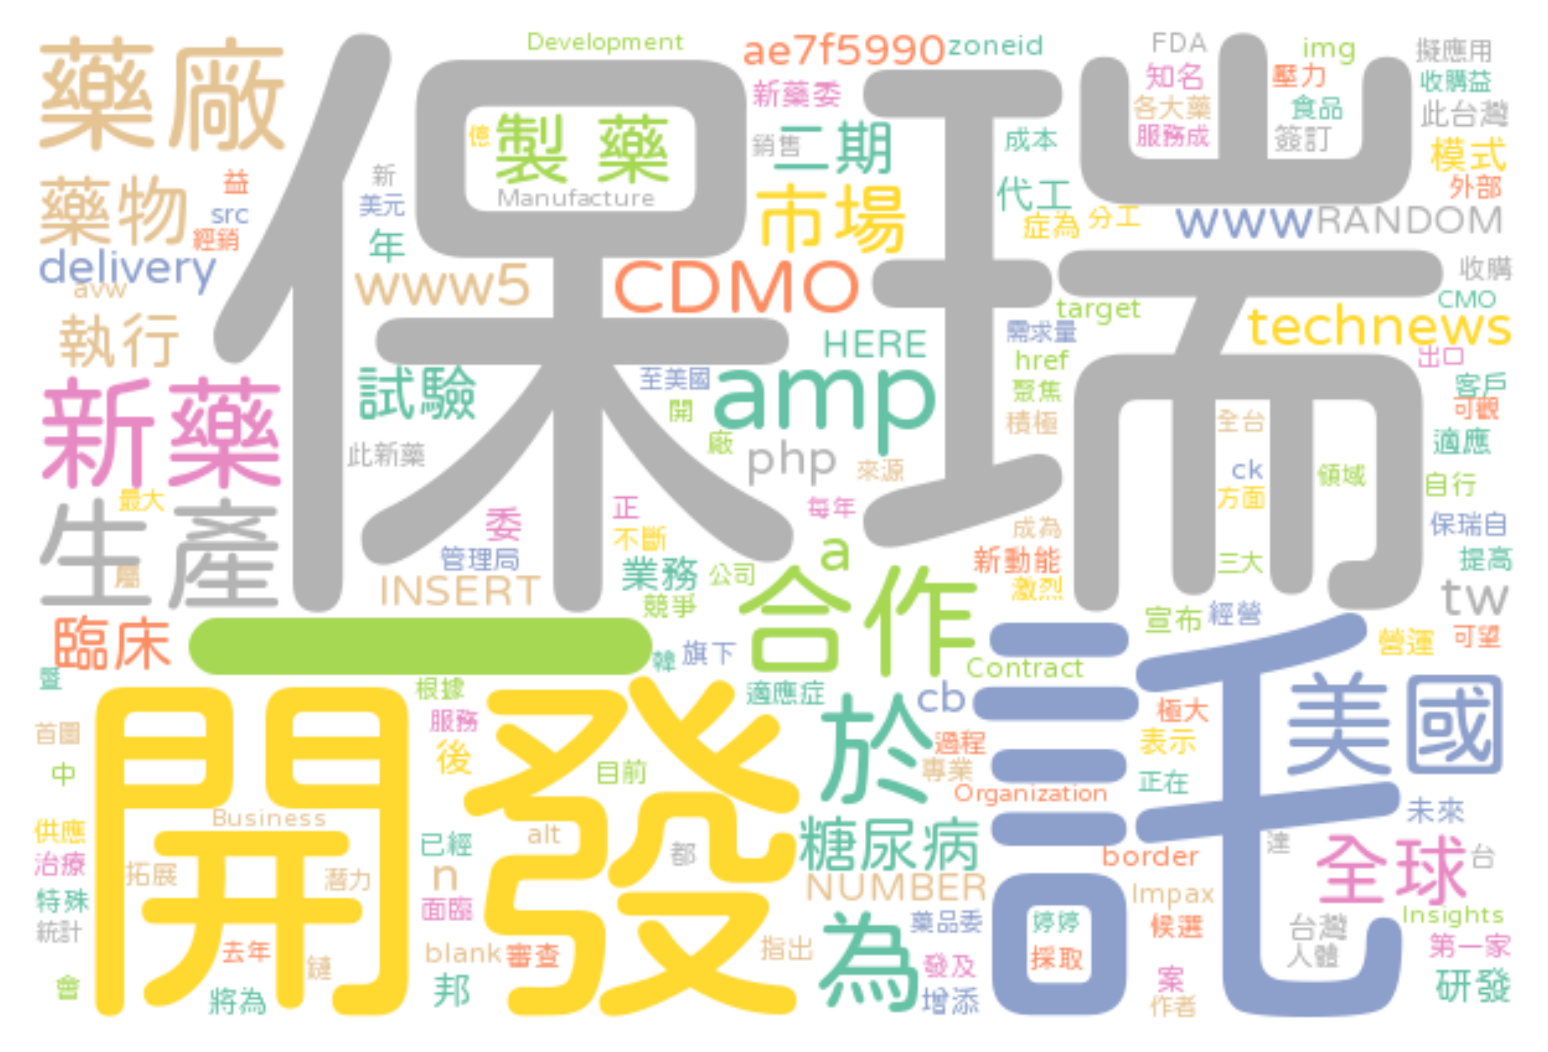 保瑞
開發
託
一
藥廠
新藥
生產
amp
合作
於
為
美國
全球
藥物
製藥
CDMO
市場
二期
technews
www
www5
試驗
執行
臨床
糖尿病
delivery
ae7f5990
zoneid
Development
新藥委
銷售
成本
代工
症為
分工
FDA
知名
各大藥
服務成
img
壓力
食品
簽訂
擬應用
收購益
此台灣
模式
外部
RANDOM
收購
CMO
出口
客戶
可觀
適應
自行
保瑞自
提高
tw
可望
營運
經營
宣布
億
Manufacture
新
美元
年
益
src
經銷
avw
此新藥
最大
屬
委
管理局
INSERT
正
不斷
業務
競爭
公司
a
每年
來源
php
廠
開
至美國
HERE
target
需求量
href
聚焦
積極
成為
新動能
激烈
全台
ck
方面
領域
三大
韓
旗下
適應症
Contract
cb
過程
專業
Organization
極大
表示
正在
border
Impax
候選
案
作者
婷婷
採取
藥品委
發及
增添
NUMBER
指出
都
目前
alt
根據
服務
後
已經
n
面臨
blank
審查
邦
Business
拓展
潛力
去年
鏈
將為
暨
首圖
中
供應
治療
特殊
統計
會
未來
達
台
台灣
人體
Insights
第一家
研發